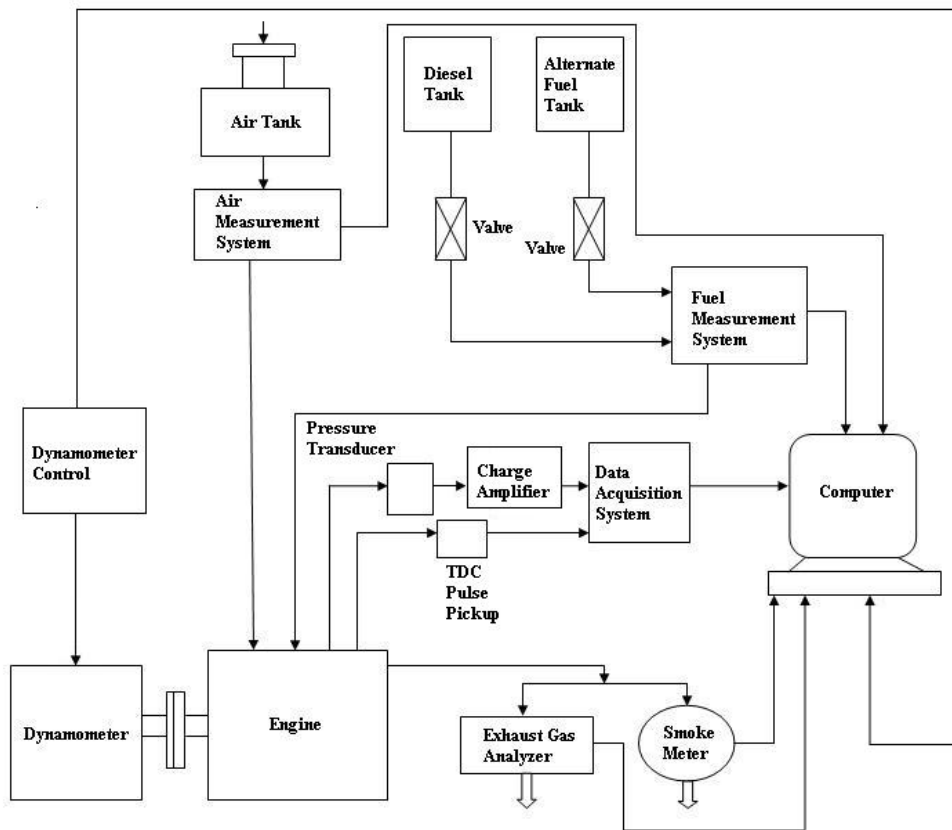 Diesel
Tank
Alternate
Fuel
Tank
Air Tank
Air
Measurement
System
Valve
Valve
Fuel
Measurement
System
Dynamometer
Control
Pressure
Transducer
Charge
Amplifier
Data
Acquisition
System
Computer
TDC
Pulse
Pickup
Dynamometer
Engine
Exhaust Gas
Analyzer
Smoke
Meter